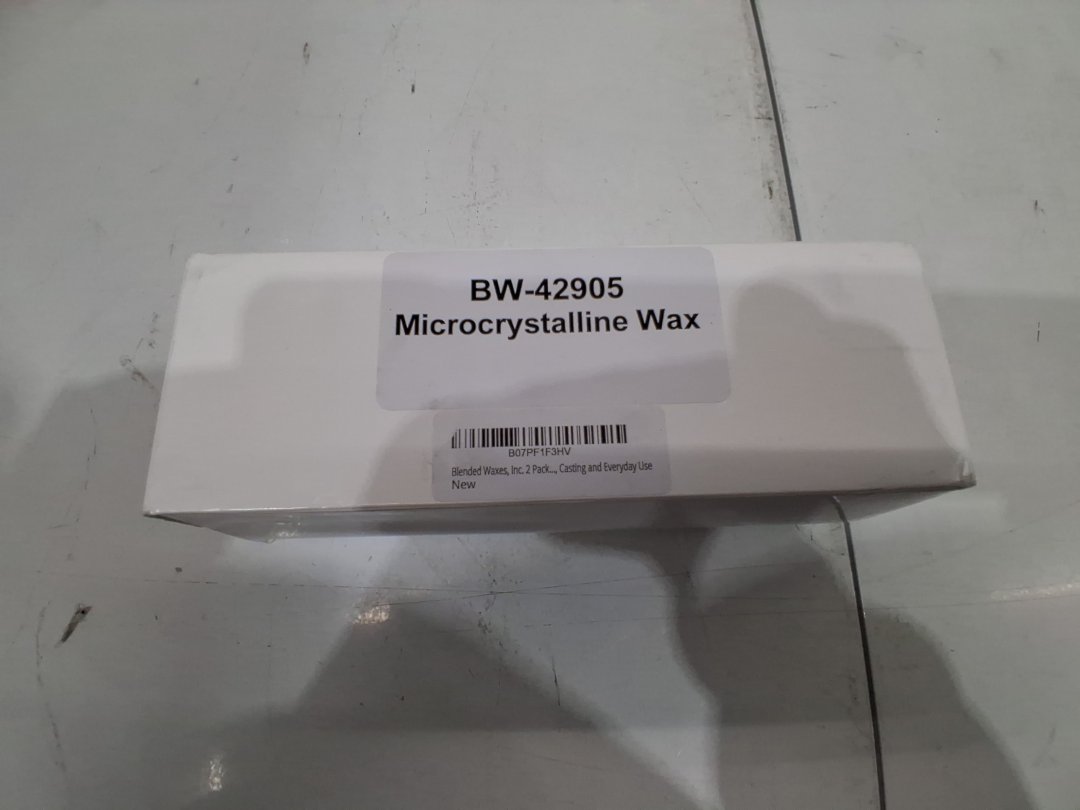 BW-42905
Microcrystalline Wax
B07PF1F3HV
Blended Waxes, Inc. 2 Pack..., Casting and Everyday Use
New